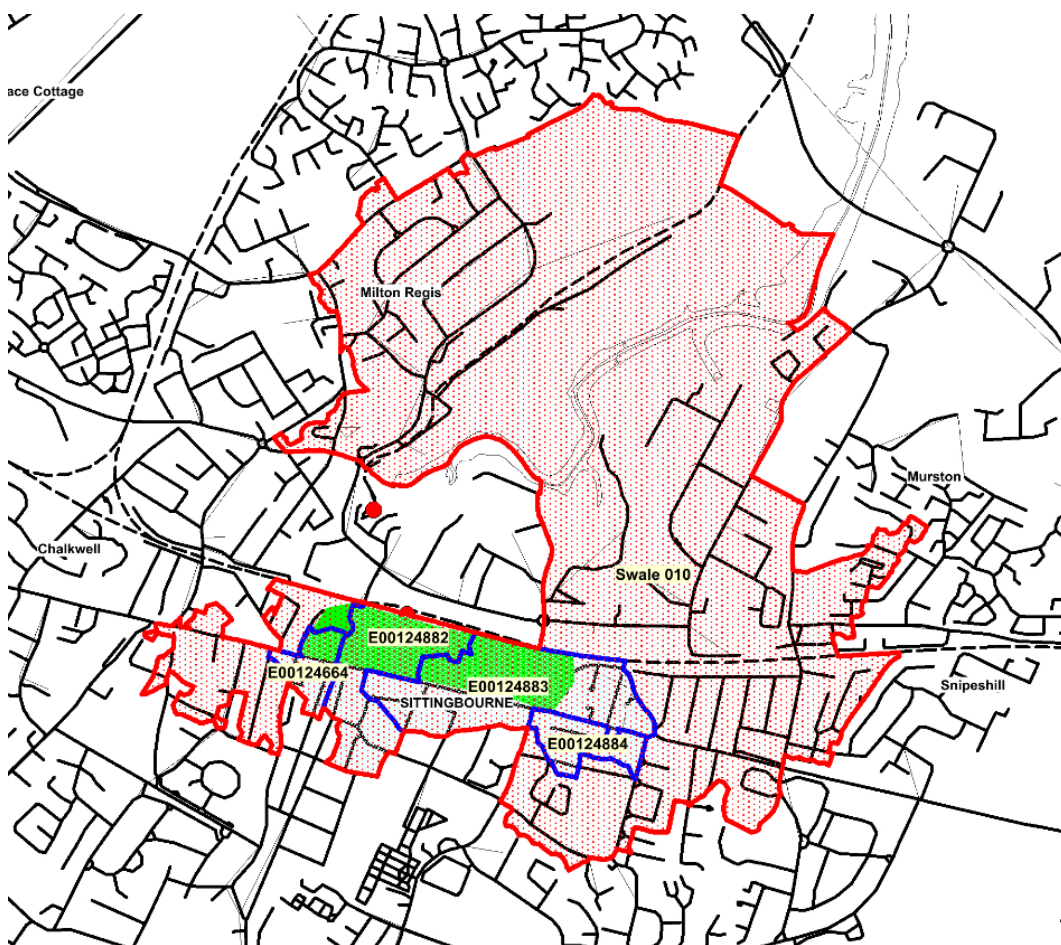 ace Cottage
Milton Regis
Murston
Chalkwell
Swale 010
E00124882
E00124664
E00124883
Snipeshill
SITTINGBOURNE
E00124884